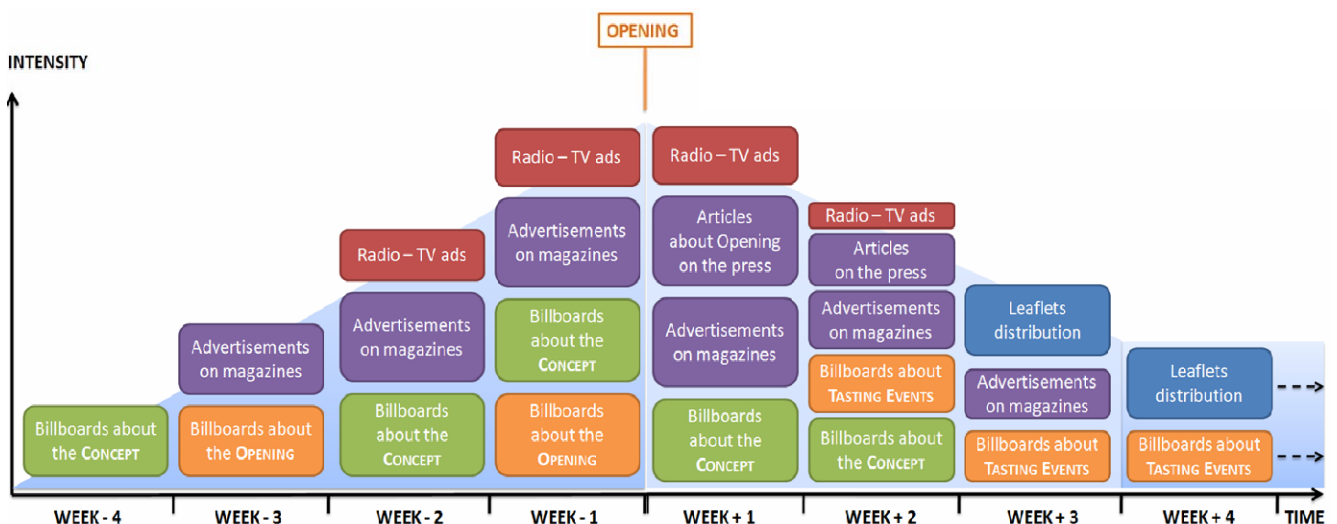 OPENING
INTENSITY
Billboards about
the CONCEPT
Advertisements
on magazines
Billboards about
the OPENING
Radio – TV ads
Advertisements
on magazines
Billboards
about the
CONCEPT
Radio – TV ads
Advertisements
on magazines
Billboards
about the
CONCEPT
Billboards
about the
OPENING
Radio – TV ads
Articles
about Opening
on the press
Advertisements
on magazines
Billboards
about the
CONCEPT
Radio – TV ads
Articles
on the press
Advertisements
on magazines
Billboards about
TASTING EVENTS
Billboards about
the CONCEPT
Leaflets
distribution
Advertisements
on magazines
Billboards about
TASTING EVENTS
Leaflets
distribution
Billboards about
TASTING EVENTS
WEEK - 4
WEEK - 3
WEEK - 2
WEEK - 1
WEEK + 1
WEEK + 2
WEEK + 3
WEEK + 4
TIME